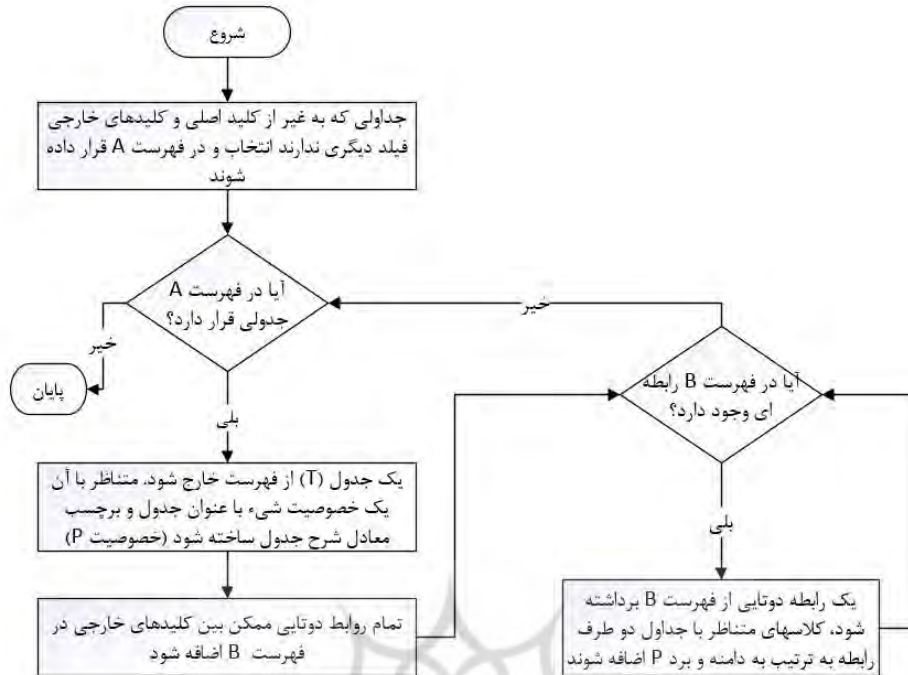 شروع
جداولی که به غیر از کلید اصلی و کلیدهای خارجی
فیلد دیگری ندارند انتخاب و در فهرست A قرار داده
شوند
آیا در فهرست A
جدولی قرار دارد؟
خیر
خیر
پایان
آیا در فهرست B رابطه
ای وجود دارد؟
بلی
یک جدول (T) از فهرست خارج شود. متناظر با آن
یک خصوصیت شیء با عنوان جدول و برچسب
معادل شرح جدول ساخته شود (خصوصیت P)
بلی
تمام روابط دوتایی ممکن بین کلیدهای خارجی در
فهرست B اضافه شود
یک رابطه دوتایی از فهرست B برداشته
شود، کلاسهای متناظر با جداول دو طرف
رابطه به ترتیب به دامنه و برد P اضافه شوند